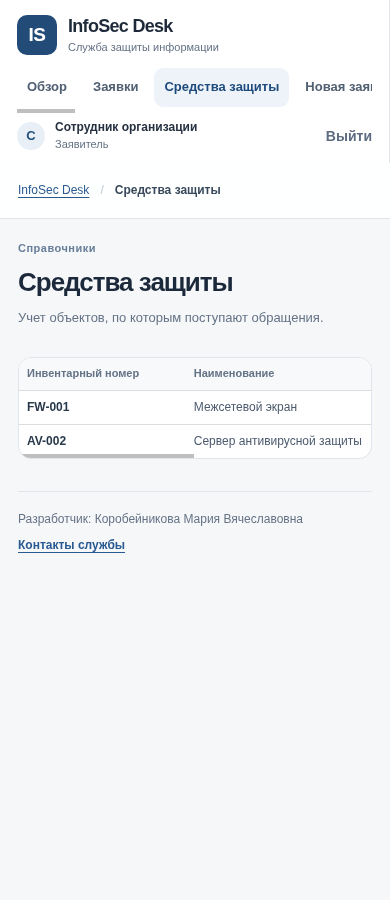 IS
InfoSec Desk
Служба защиты информации
Обзор Заявки Средства защиты Новая
С
Сотрудник организации
Заявитель
Выйти
InfoSec Desk / Средства защиты
Справочники
Средства защиты
Учет объектов, по которым поступают обращения.
Инвентарный номер Наименование
FW-001 Межсетевой экран
AV-002 Сервер антивирусной защиты
Разработчик: Коробейникова Мария Вячеславовна
Контакты службы